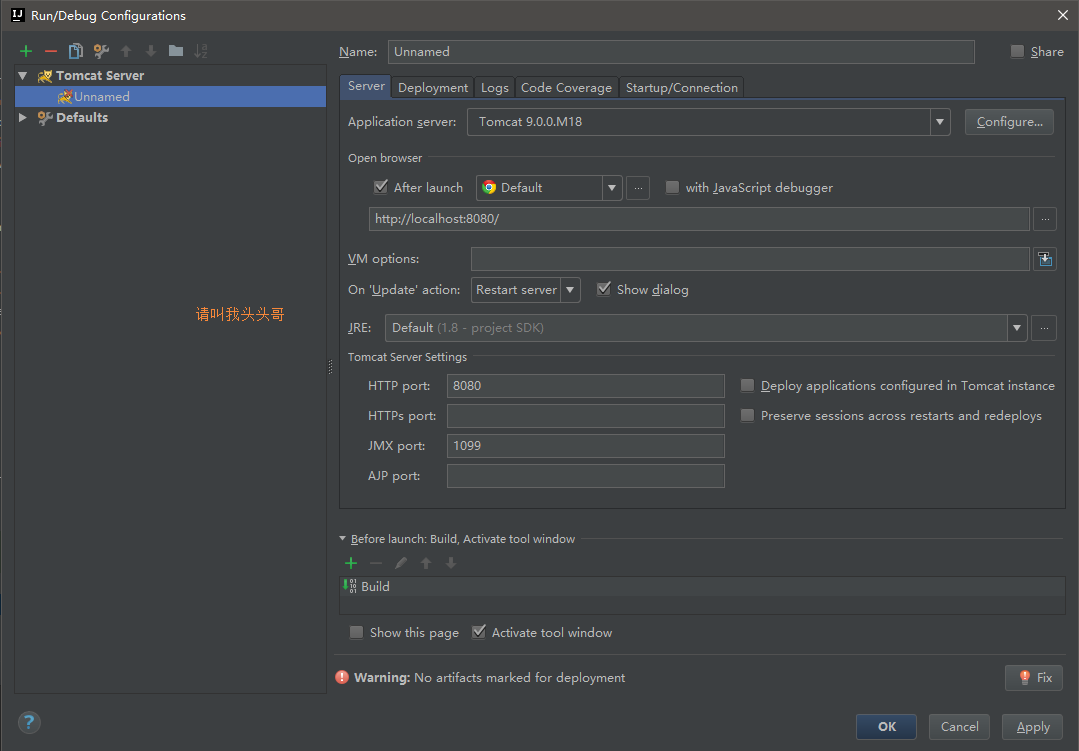 Run/Debug Configurations
Name: Unnamed Share
Tomcat Server
Unnamed
Defaults
Server Deployment Logs Code Coverage Startup/Connection
Application server: Tomcat 9.0.0.M18 Configure...
Open browser
After launch Default ... with JavaScript debugger
http://localhost:8080/ ...
VM options:
On 'Update' action: Restart server Show dialog
请叫我头头哥
JRE: Default (1.8 - project SDK) ...
Tomcat Server Settings
HTTP port: 8080 Deploy applications configured in Tomcat instance
HTTPs port: Preserve sessions across restarts and redeploys
JMX port: 1099
AJP port:
Before launch: Build, Activate tool window
Build
Show this page Activate tool window
Warning: No artifacts marked for deployment Fix
OK Cancel Apply